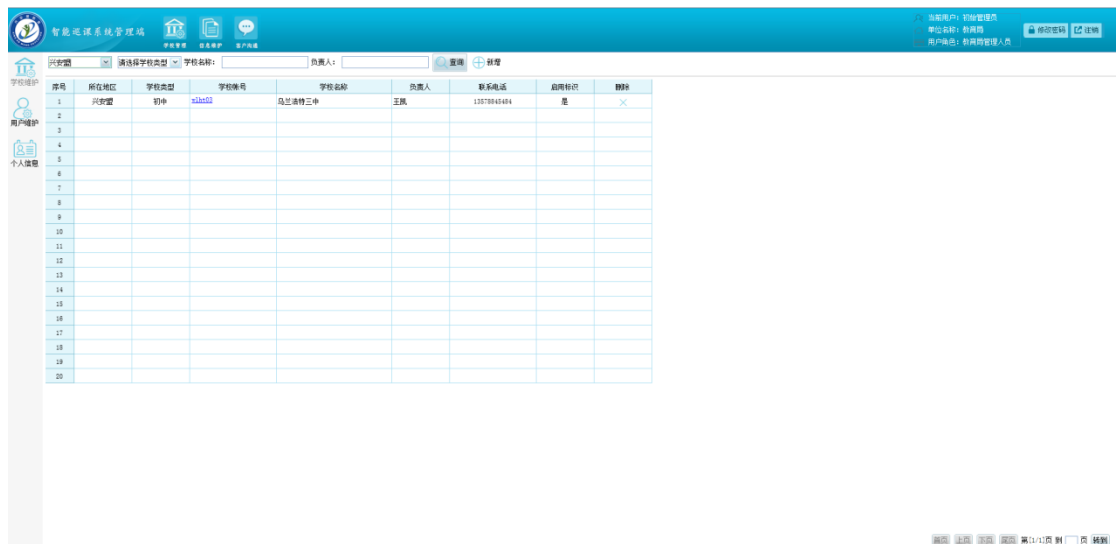 智能巡课系统管理端
学校管理 信息维护 客户沟通
当前用户：初始管理员
单位名称：教育局
用户角色：教育局管理人员
修改密码 注销
学校维护
用户维护
个人信息
兴安盟 请选择学校类型 学校名称： 负责人： 查询 新增
序号 所在地区 学校类型 学校帐号 学校名称 负责人 联系电话 启用标识 删除
1 兴安盟 初中 wlht03 乌兰浩特三中 王凯 13578845484 是
2
3
4
5
6
7
8
9
10
11
12
13
14
15
16
17
18
19
20
首页 上页 下页 尾页 第[1/1]页 到 页 转到